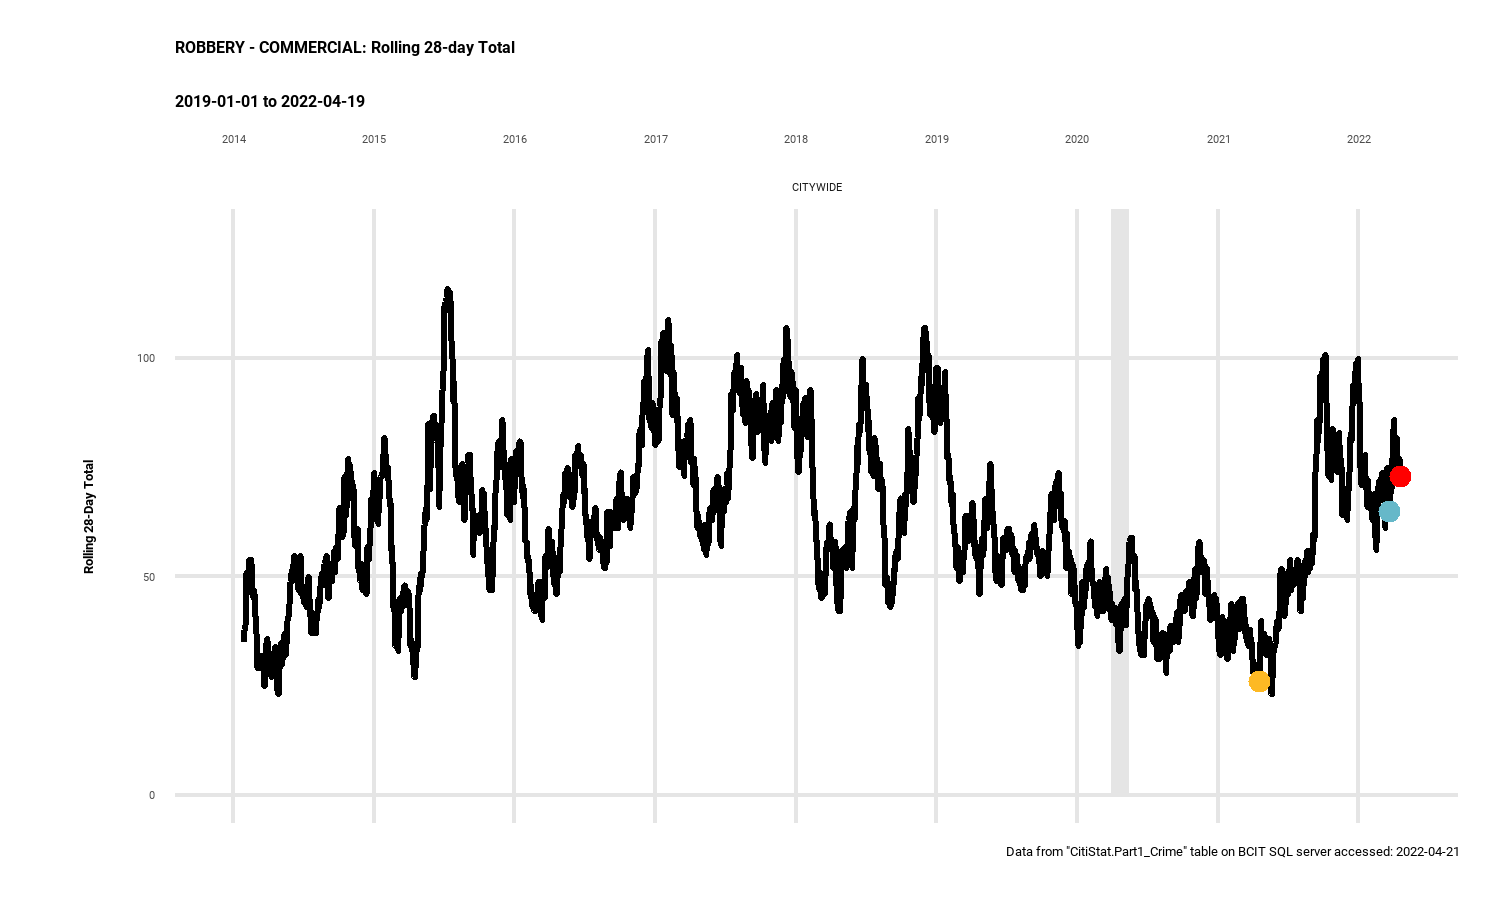 ROBBERY - COMMERCIAL: Rolling 28-day Total
2019-01-01 to 2022-04-19
2014 2015 2016 2017 2018 2019 2020 2021 2022
CITYWIDE
100
50
0
Rolling 28-Day Total
Data from "CitiStat.Part1_Crime" table on BCIT SQL server accessed: 2022-04-21